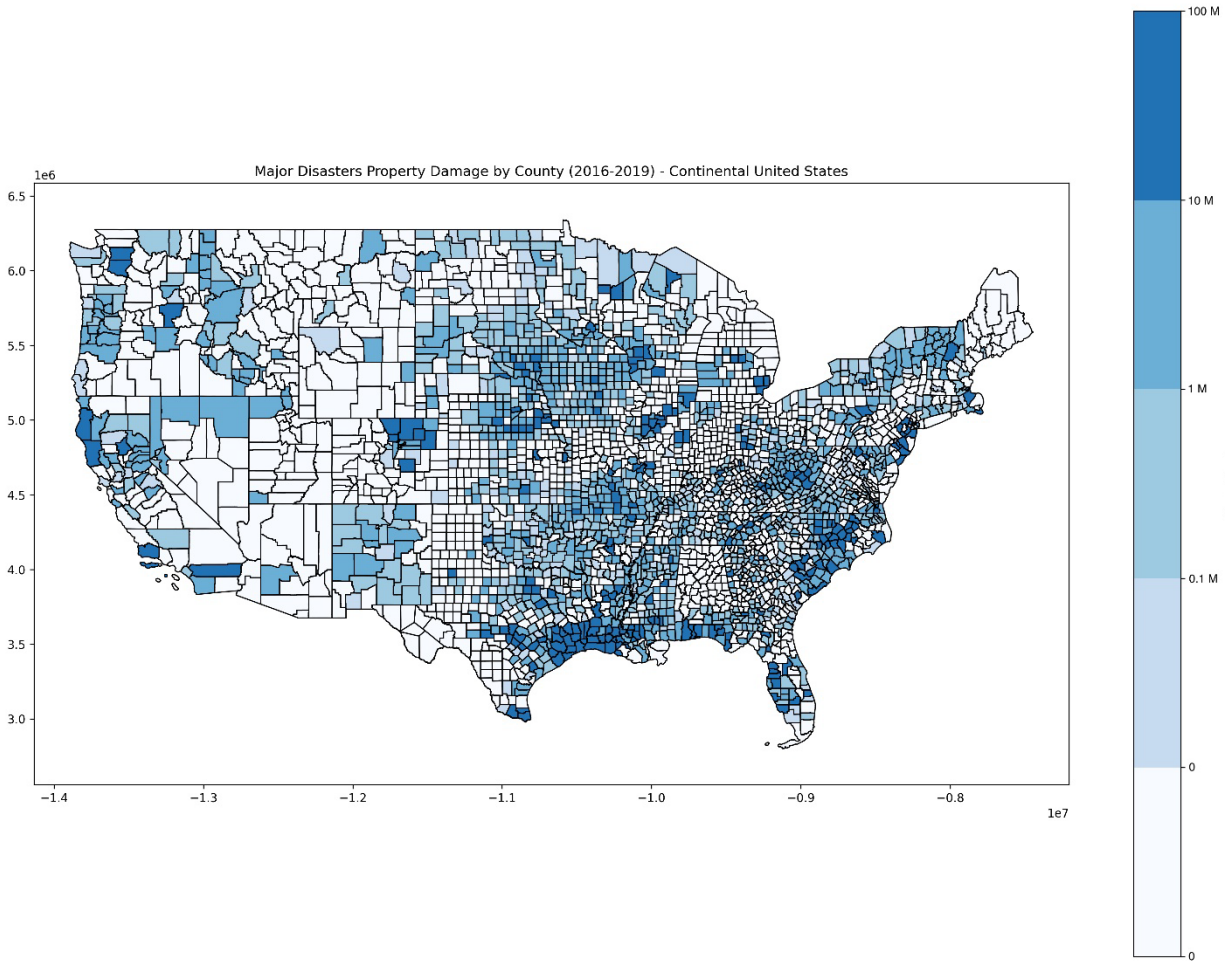 100 M
Major Disasters Property Damage by County (2016-2019) - Continental United States
1e6
6.5
10 M
6.0
5.5
1 M
5.0
4.5
0.1 M
4.0
3.5
3.0
0
−1.4 −1.3 −1.2 −1.1 −1.0 −0.9 −0.8
1e7
0